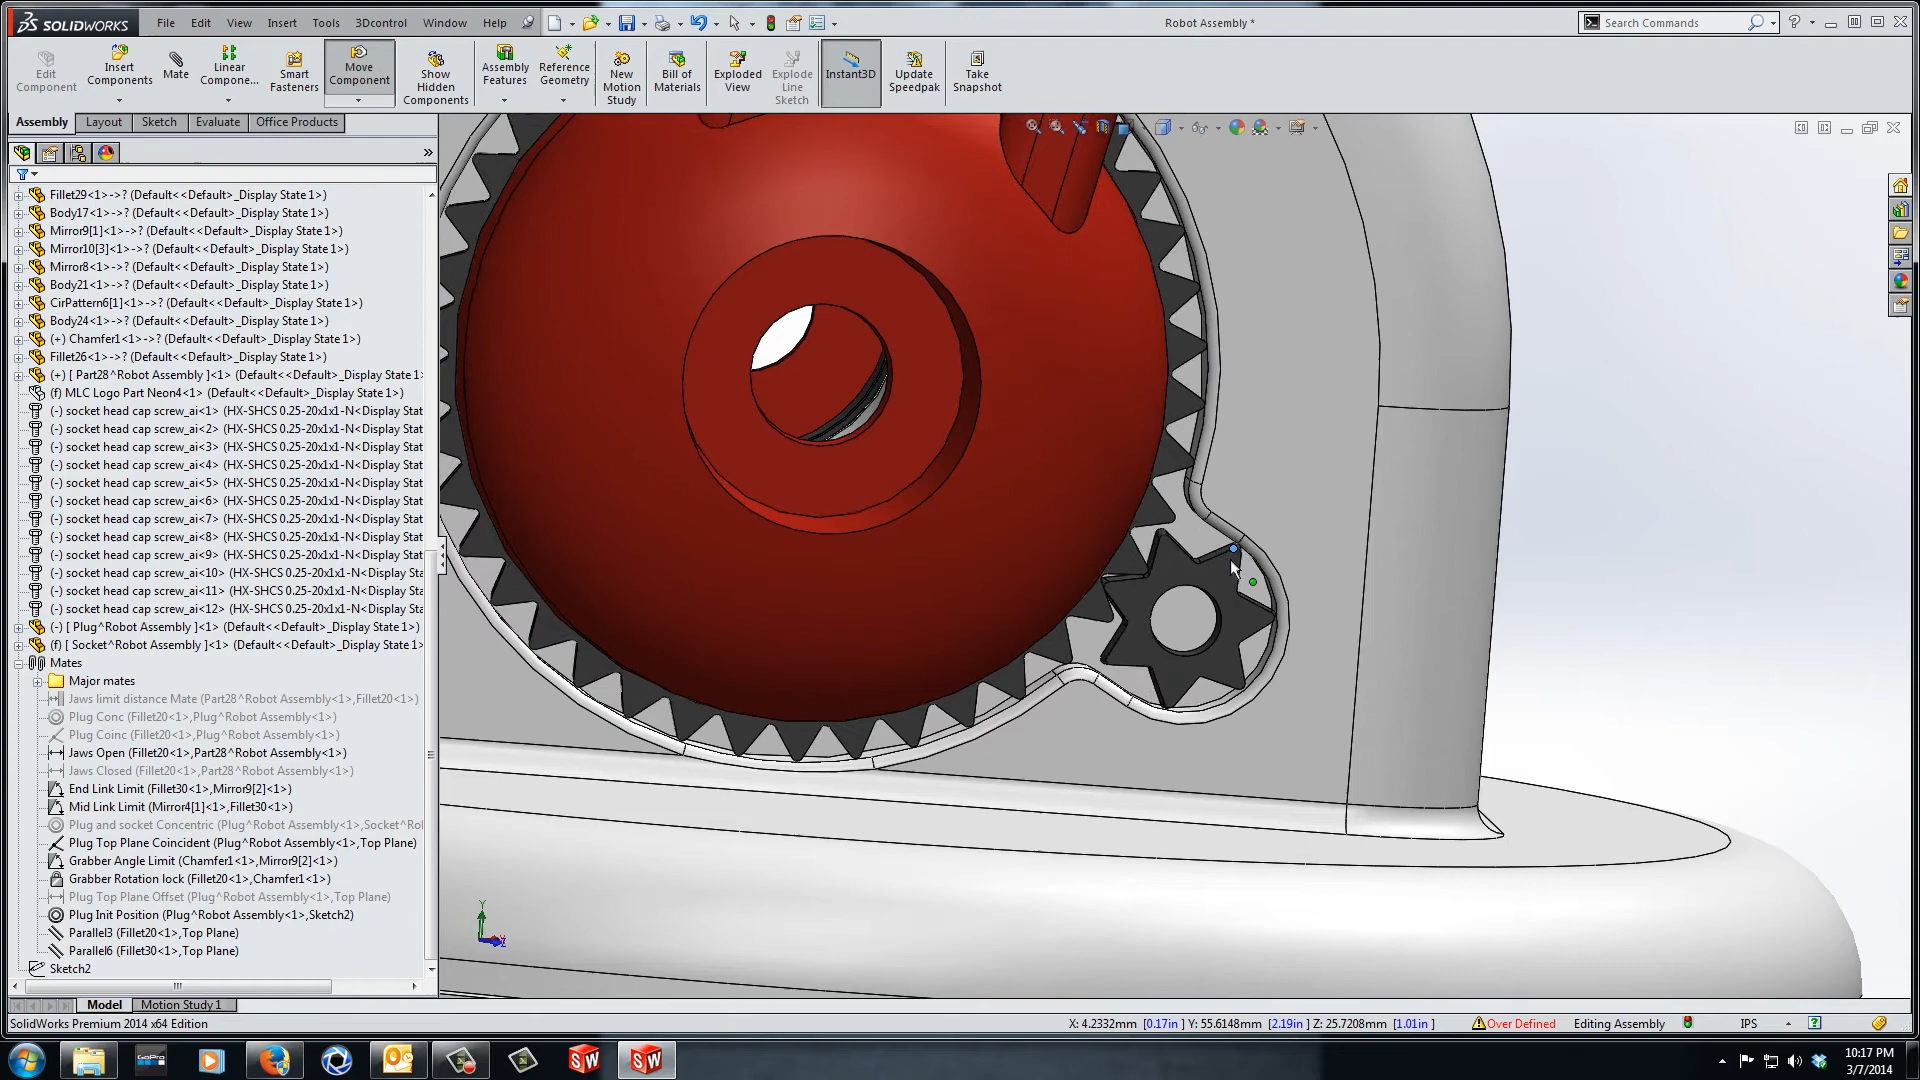 SOLIDWORKS File Edit View Insert Tools 3Dcontrol Window Help Robot Assembly * Search Commands
Edit Component
Insert Components
Mate
Linear Compone...
Smart Fasteners
Move Component
Show Hidden Components
Assembly Features
Reference Geometry
New Motion Study
Bill of Materials
Exploded View
Explode Line Sketch
Instant3D
Update Speedpak
Take Snapshot
Assembly Layout Sketch Evaluate Office Products
Fillet29<1>->? (Default<<Default>_Display State 1>)
Body17<1>->? (Default<<Default>_Display State 1>)
Mirror9[1]<1>->? (Default<<Default>_Display State 1>)
Mirror10[3]<1>->? (Default<<Default>_Display State 1>)
Mirror8<1>->? (Default<<Default>_Display State 1>)
Body21<1>->? (Default<<Default>_Display State 1>)
CirPattern6[1]<1>->? (Default<<Default>_Display State 1>)
Body24<1>->? (Default<<Default>_Display State 1>)
(+) Chamfer1<1>->? (Default<<Default>_Display State 1>)
Fillet26<1>->? (Default<<Default>_Display State 1>)
(+) [ Part28^Robot Assembly ]<1> (Default<<Default>_Display State 1>
(f) MLC Logo Part Neon4<1> (Default<<Default>_Display State 1>)
(-) socket head cap screw_ai<1> (HX-SHCS 0.25-20x1x1-N<Display Stat
(-) socket head cap screw_ai<2> (HX-SHCS 0.25-20x1x1-N<Display Stat
(-) socket head cap screw_ai<3> (HX-SHCS 0.25-20x1x1-N<Display Stat
(-) socket head cap screw_ai<4> (HX-SHCS 0.25-20x1x1-N<Display Stat
(-) socket head cap screw_ai<5> (HX-SHCS 0.25-20x1x1-N<Display Stat
(-) socket head cap screw_ai<6> (HX-SHCS 0.25-20x1x1-N<Display Stat
(-) socket head cap screw_ai<7> (HX-SHCS 0.25-20x1x1-N<Display Stat
(-) socket head cap screw_ai<8> (HX-SHCS 0.25-20x1x1-N<Display Stat
(-) socket head cap screw_ai<9> (HX-SHCS 0.25-20x1x1-N<Display Stat
(-) socket head cap screw_ai<10> (HX-SHCS 0.25-20x1x1-N<Display Sta
(-) socket head cap screw_ai<11> (HX-SHCS 0.25-20x1x1-N<Display Sta
(-) socket head cap screw_ai<12> (HX-SHCS 0.25-20x1x1-N<Display Sta
(-) [ Plug^Robot Assembly ]<1> (Default<<Default>_Display State 1>)
(f) [ Socket^Robot Assembly ]<1> (Default<<Default>_Display State 1>
Mates
Major mates
Jaws limit distance Mate (Part28^Robot Assembly<1>,Fillet20<1>)
Plug Conc (Fillet20<1>,Plug^Robot Assembly<1>)
Plug Coinc (Fillet20<1>,Plug^Robot Assembly<1>)
Jaws Open (Fillet20<1>,Part28^Robot Assembly<1>)
Jaws Closed (Fillet20<1>,Part28^Robot Assembly<1>)
End Link Limit (Fillet30<1>,Mirror9[2]<1>)
Mid Link Limit (Mirror4[1]<1>,Fillet30<1>)
Plug and socket Concentric (Plug^Robot Assembly<1>,Socket^Rol
Plug Top Plane Coincident (Plug^Robot Assembly<1>,Top Plane)
Grabber Angle Limit (Chamfer1<1>,Mirror9[2]<1>)
Grabber Rotation lock (Fillet20<1>,Chamfer1<1>)
Plug Top Plane Offset (Plug^Robot Assembly<1>,Top Plane)
Plug Init Position (Plug^Robot Assembly<1>,Sketch2)
Parallel3 (Fillet20<1>,Top Plane)
Parallel6 (Fillet30<1>,Top Plane)
Sketch2
Y
Model Motion Study 1
SolidWorks Premium 2014 x64 Edition X: 4.2332mm [0.17in ] Y: 55.6148mm [2.19in ] Z: 25.7208mm [1.01in ] Over Defined Editing Assembly IPS
GoPro
SW
SW
10:17 PM
3/7/2014